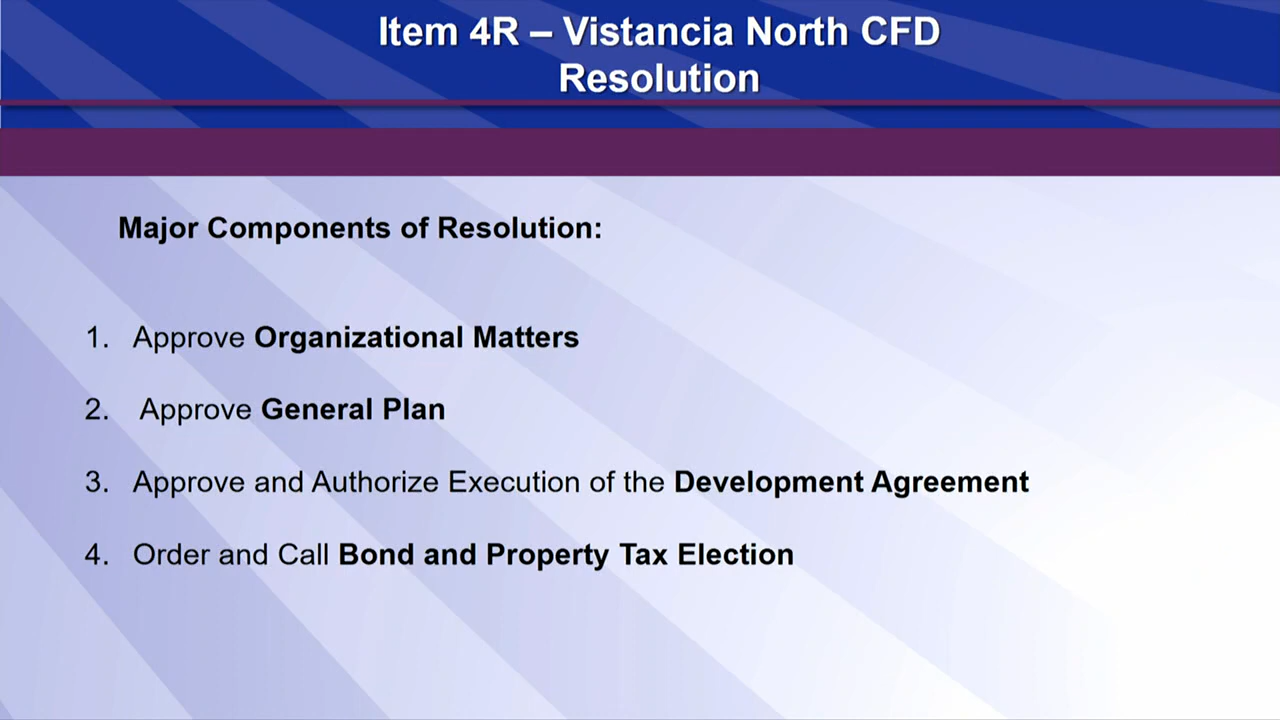 Item 4R – Vistancia North CFD
Resolution
Major Components of Resolution:
1. Approve Organizational Matters
2. Approve General Plan
3. Approve and Authorize Execution of the Development Agreement
4. Order and Call Bond and Property Tax Election